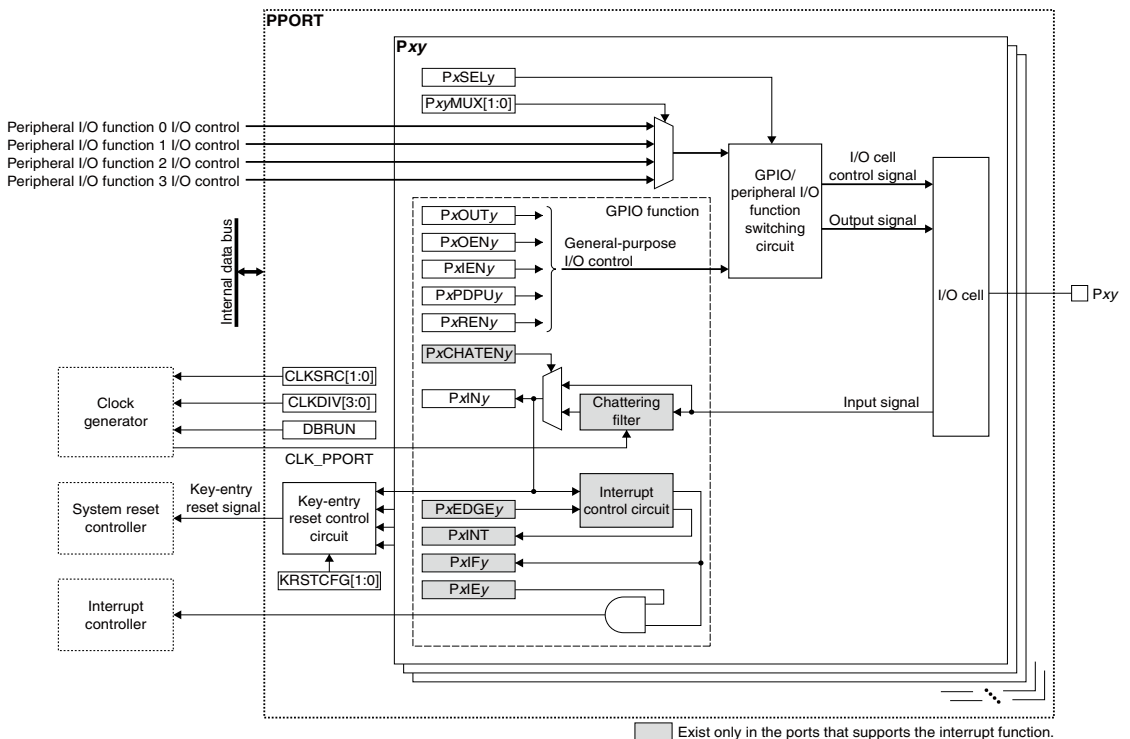 PPORT
Pxy
PxSELy
PxyMUX[1:0]
Peripheral I/O function 0 I/O control
Peripheral I/O function 1 I/O control
Peripheral I/O function 2 I/O control
Peripheral I/O function 3 I/O control
GPIO/
peripheral I/O
function
switching
circuit
I/O cell
control signal
Output signal
GPIO function
PxOUTy
PxOENy
PxIENy
PxPDPUy
PxRENy
General-purpose
I/O control
Internal data bus
I/O cell
Pxy
PxCHATENy
PxINy
Chattering
filter
Input signal
Clock
generator
CLKSRC[1:0]
CLKDIV[3:0]
DBRUN
CLK_PPORT
System reset
controller
Key-entry
reset signal
Key-entry
reset control
circuit
KRSTCFG[1:0]
PxEDGEy
PxINT
PxIFy
PxIEy
Interrupt
control circuit
Interrupt
controller
Exist only in the ports that supports the interrupt function.